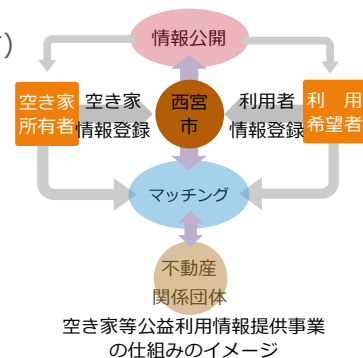 )
情報公開
空き家
所有者
空き家
情報登録
西宮
市
利用者
情報登録
利　用
希望者
マッチング
不動産
関係団体
空き家等公益利用情報提供事業
の仕組みのイメージ